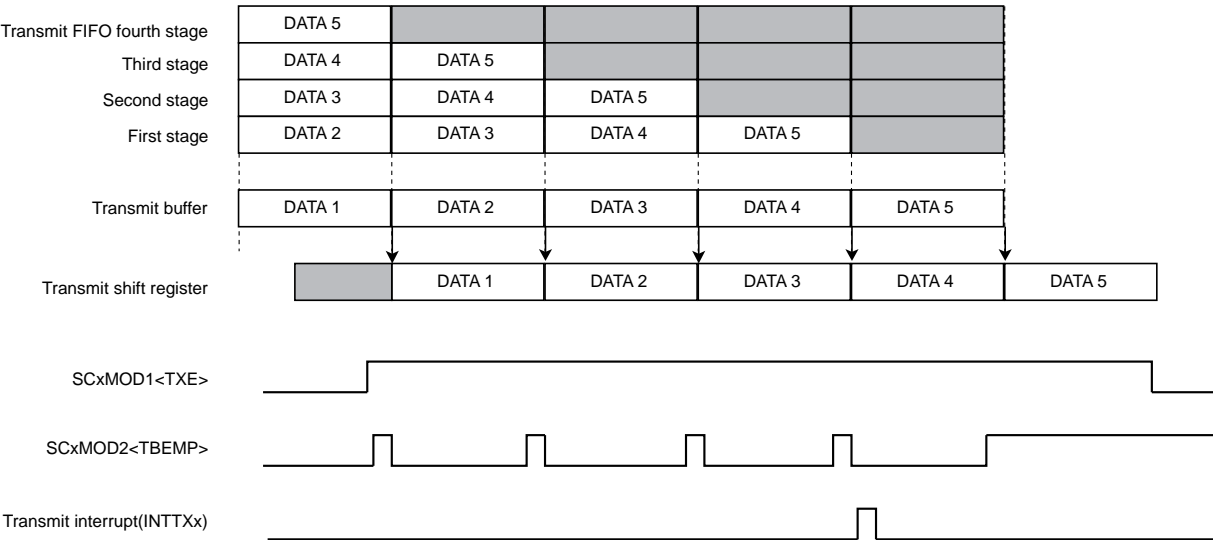 Transmit FIFO fourth stage DATA 5
Third stage DATA 4 DATA 5
Second stage DATA 3 DATA 4 DATA 5
First stage DATA 2 DATA 3 DATA 4 DATA 5
Transmit buffer DATA 1 DATA 2 DATA 3 DATA 4 DATA 5
Transmit shift register DATA 1 DATA 2 DATA 3 DATA 4 DATA 5
SCxMOD1<TXE>
SCxMOD2<TBEMP>
Transmit interrupt(INTTXx)